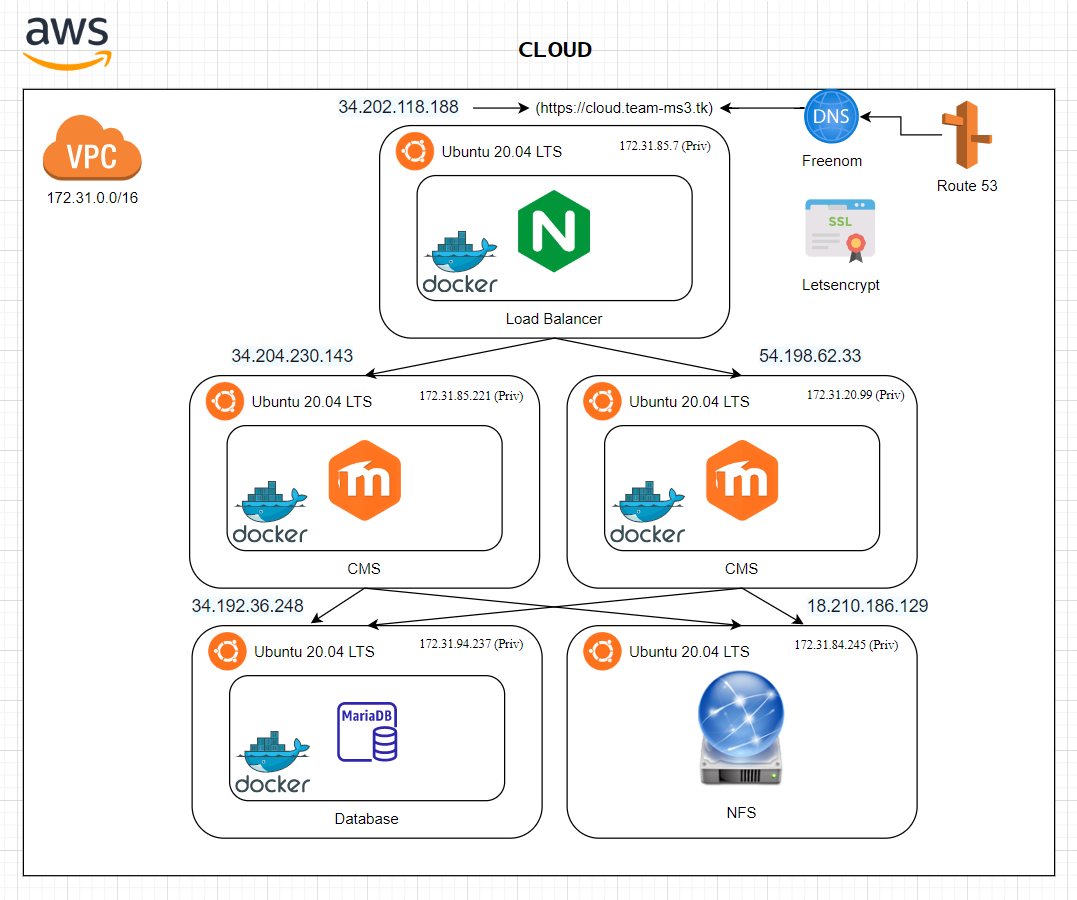 aws
CLOUD
34.202.118.188
(https://cloud.team-ms3.tk)
DNS
Freenom
Route 53
VPC
172.31.0.0/16
Ubuntu 20.04 LTS
172.31.85.7 (Priv)
N
docker
Load Balancer
SSL
Letsencrypt
34.204.230.143
54.198.62.33
Ubuntu 20.04 LTS
172.31.85.221 (Priv)
m
docker
CMS
Ubuntu 20.04 LTS
172.31.20.99 (Priv)
m
docker
CMS
34.192.36.248
18.210.186.129
Ubuntu 20.04 LTS
172.31.94.237 (Priv)
MariaDB
docker
Database
Ubuntu 20.04 LTS
172.31.84.245 (Priv)
NFS